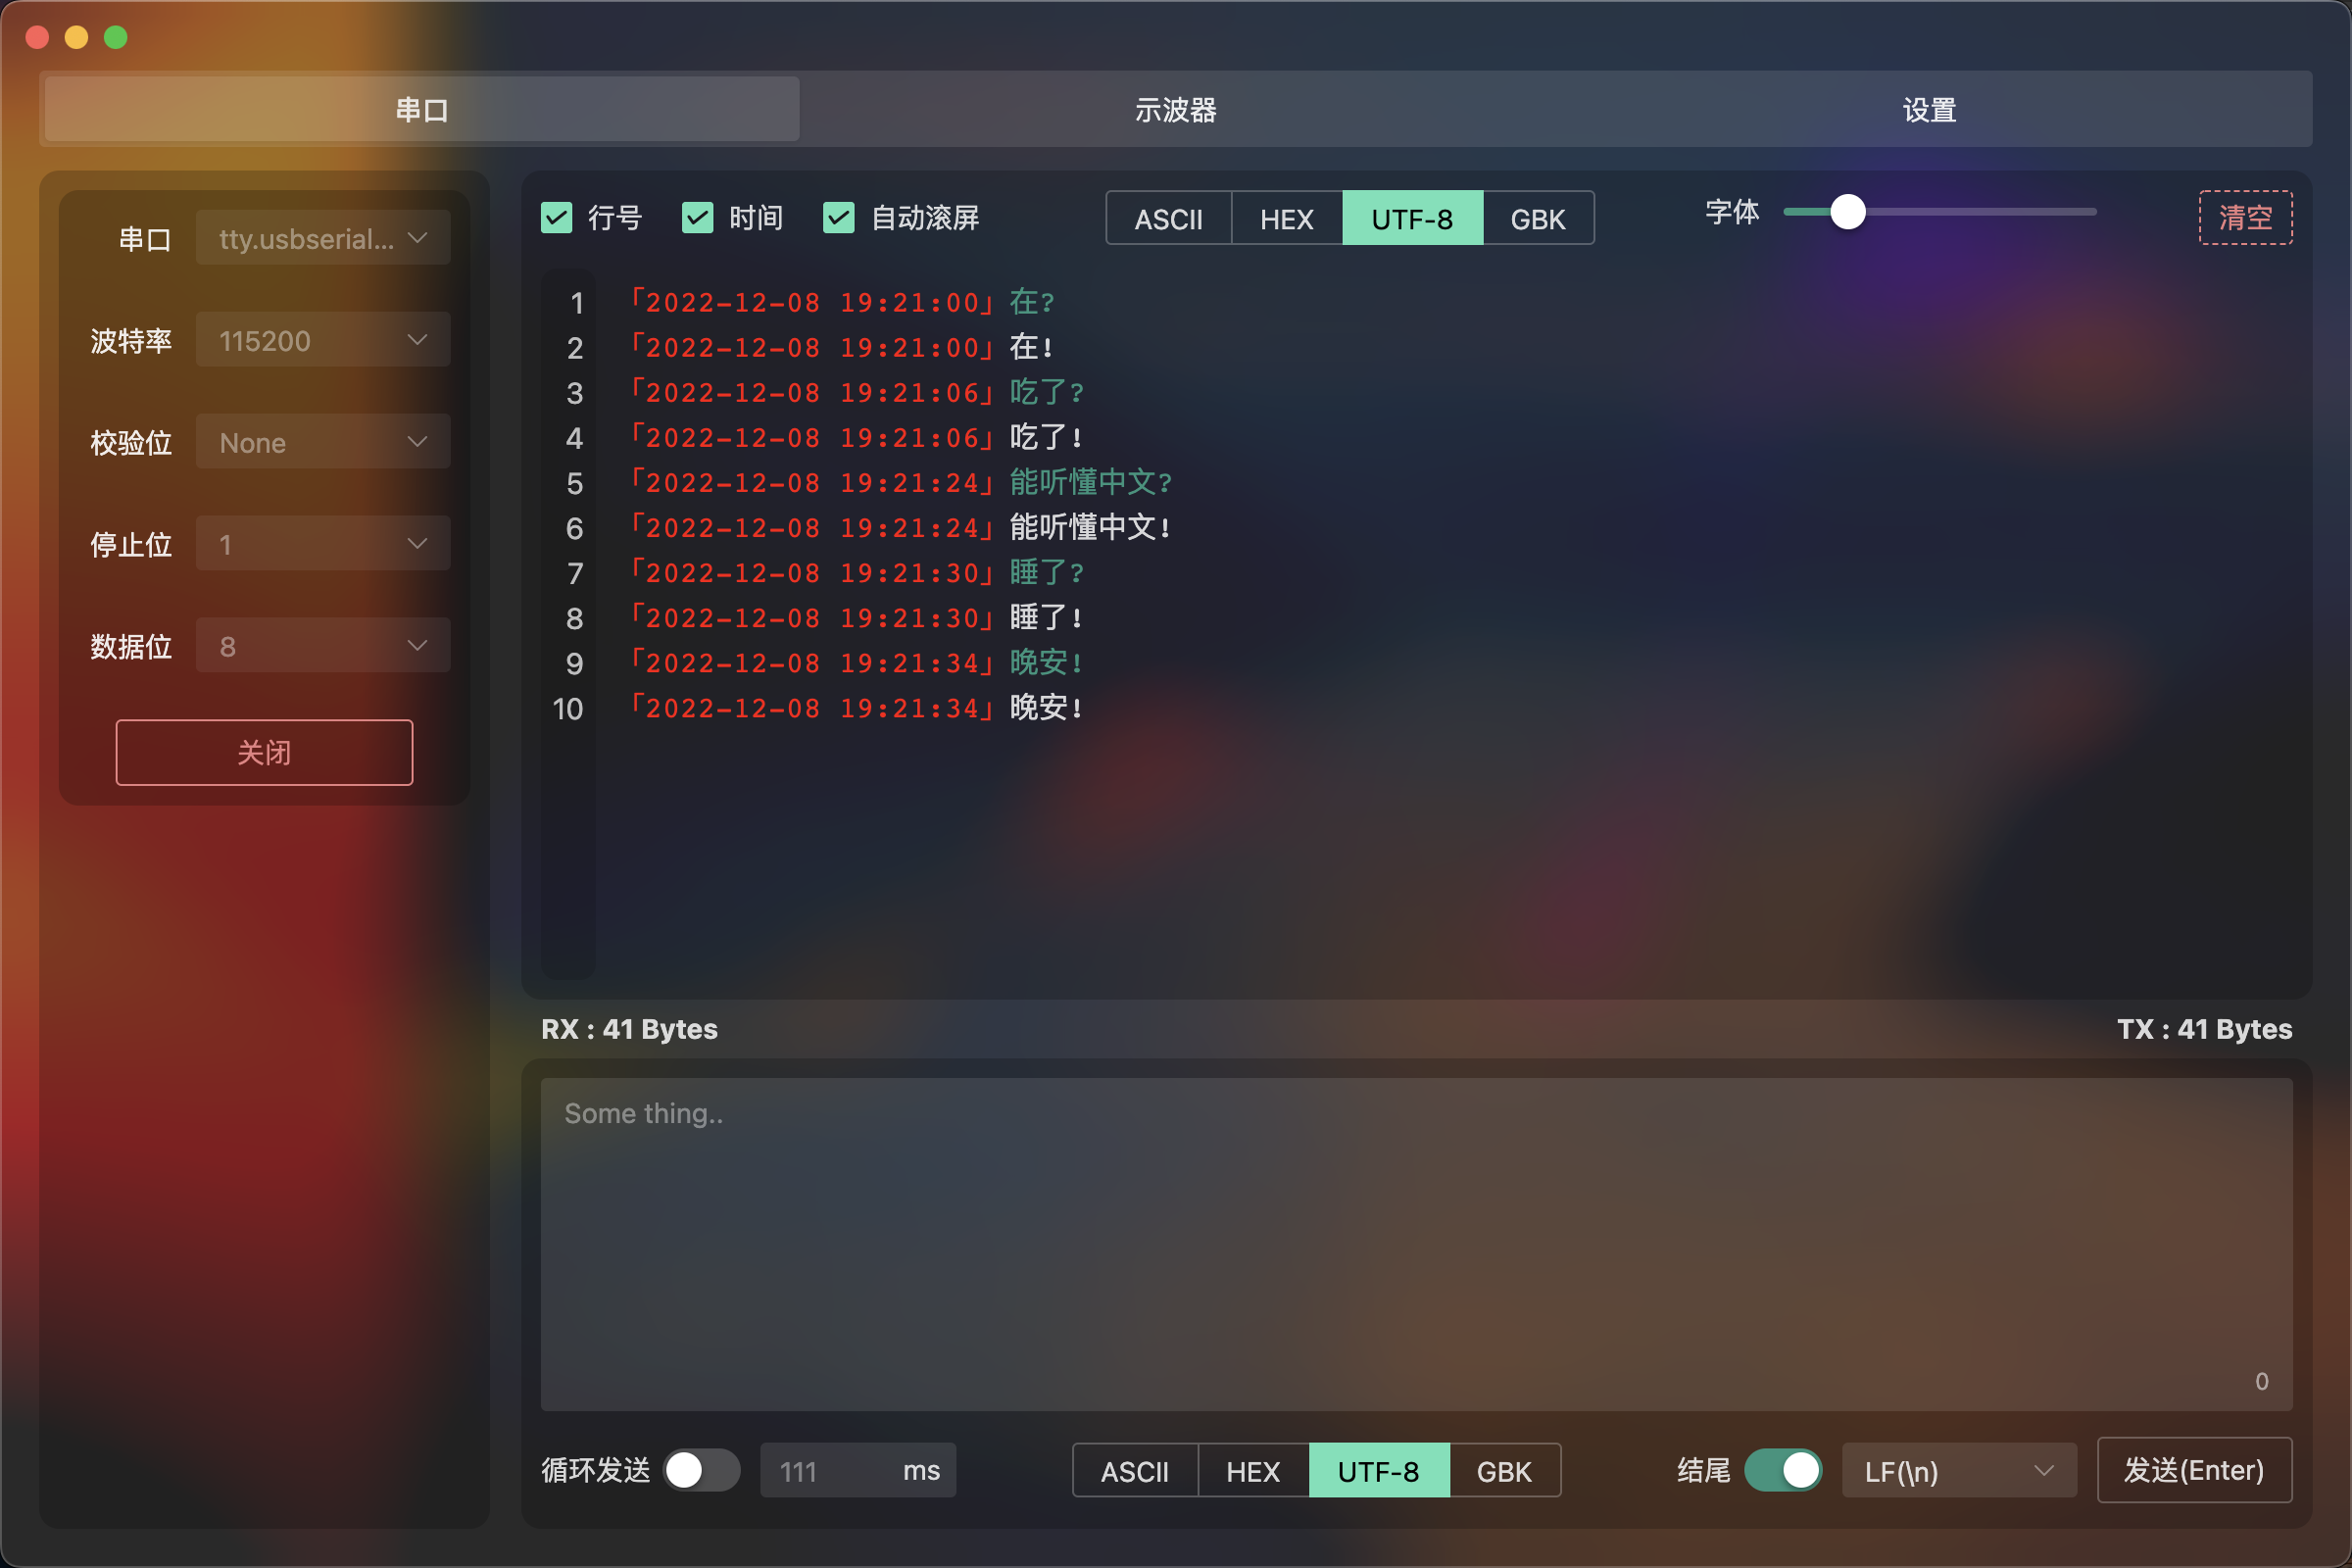 串口 示波器 设置
串口 tty.usbserial...
波特率 115200
校验位 None
停止位 1
数据位 8
关闭
行号 时间 自动滚屏 ASCII HEX UTF-8 GBK 字体 清空
1 「2022-12-08 19:21:00」在?
2 「2022-12-08 19:21:00」在!
3 「2022-12-08 19:21:06」吃了?
4 「2022-12-08 19:21:06」吃了!
5 「2022-12-08 19:21:24」能听懂中文?
6 「2022-12-08 19:21:24」能听懂中文!
7 「2022-12-08 19:21:30」睡了?
8 「2022-12-08 19:21:30」睡了!
9 「2022-12-08 19:21:34」晚安!
10 「2022-12-08 19:21:34」晚安!
RX : 41 Bytes TX : 41 Bytes
Some thing..
0
循环发送 111 ms ASCII HEX UTF-8 GBK 结尾 LF(\n) 发送(Enter)